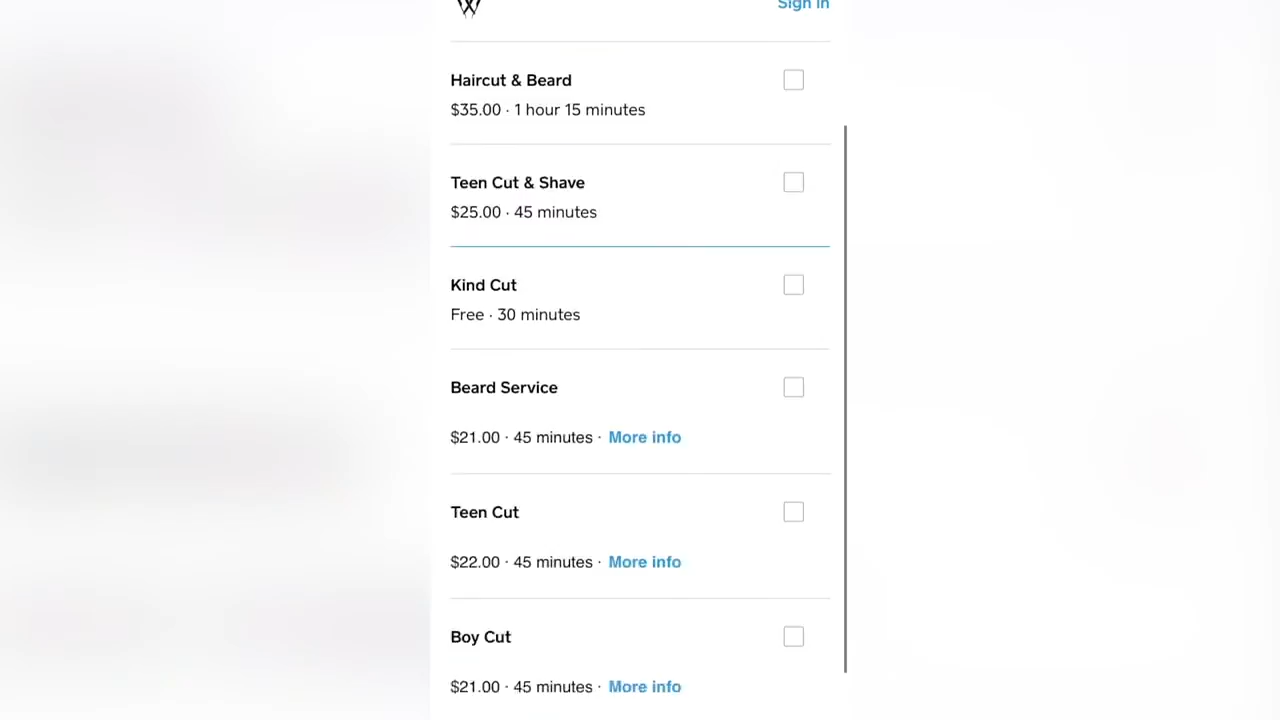 Sign in
Haircut & Beard
$35.00 · 1 hour 15 minutes
Teen Cut & Shave
$25.00 · 45 minutes
Kind Cut
Free · 30 minutes
Beard Service
$21.00 · 45 minutes · More info
Teen Cut
$22.00 · 45 minutes · More info
Boy Cut
$21.00 · 45 minutes · More info